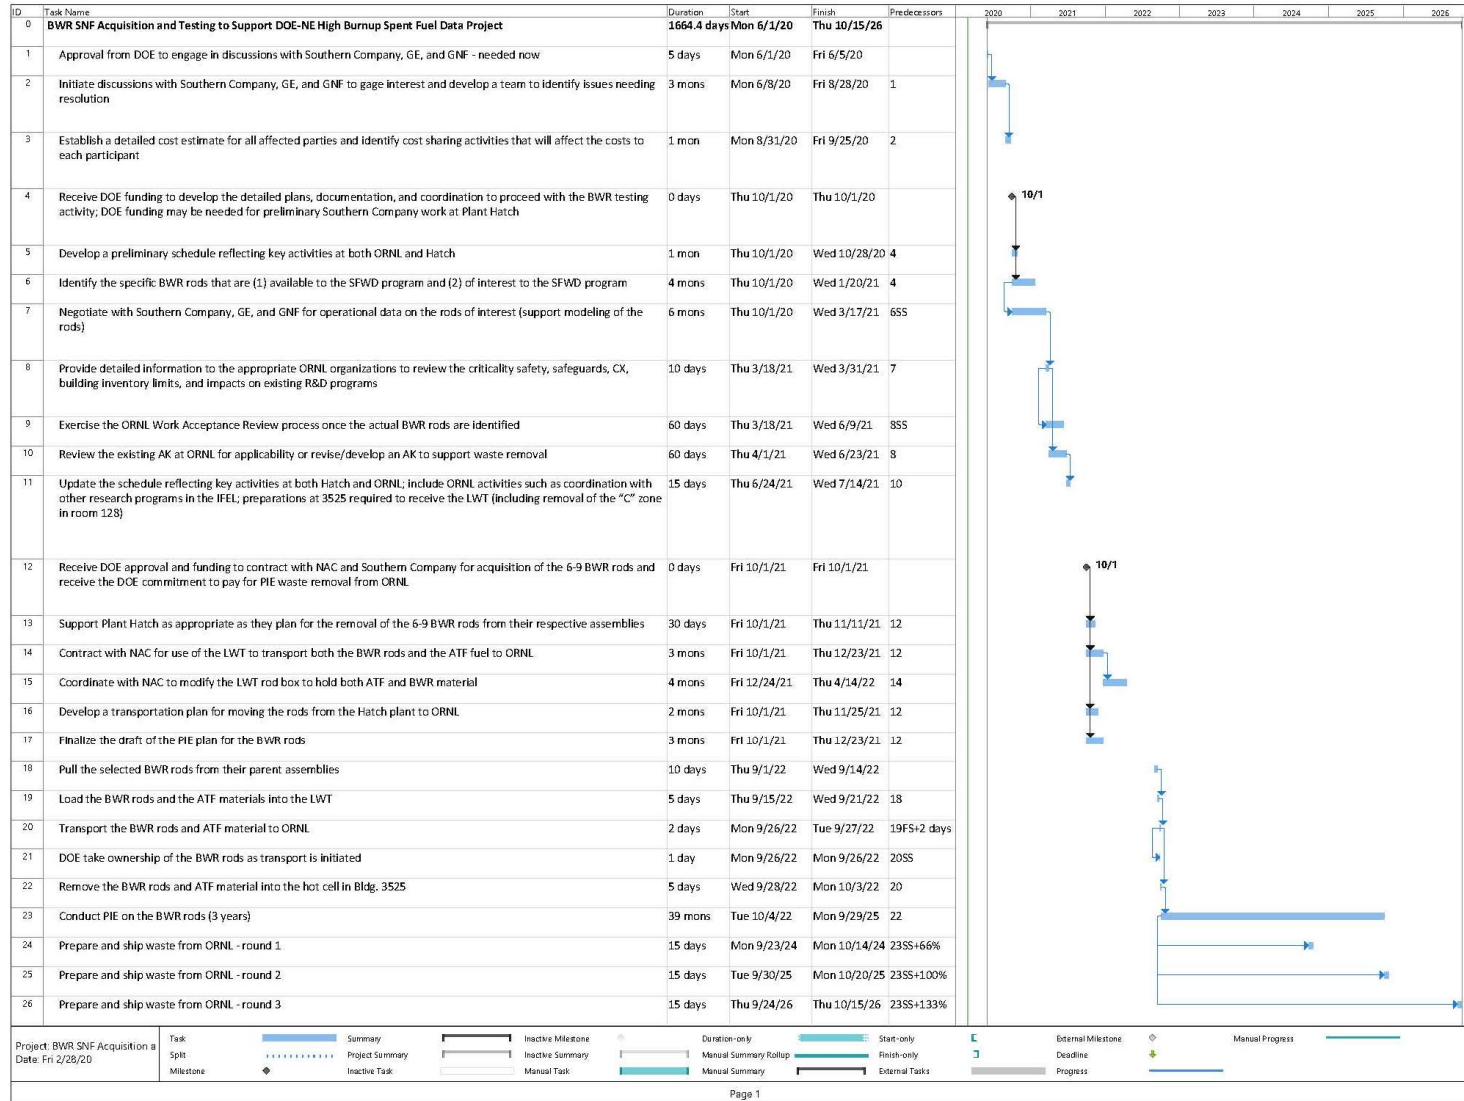 ID Task Name Duration Start Finish Predecessors 2020 2021 2022 2023 2024 2025 2026
0 BWR SNF Acquisition and Testing to Support DOE-NE High Burnup Spent Fuel Data Project 1664.4 days Mon 6/1/20 Thu 10/15/26
1 Approval from DOE to engage in discussions with Southern Company, GE, and GNF - needed now 5 days Mon 6/1/20 Fri 6/5/20
2 Initiate discussions with Southern Company, GE, and GNF to gage interest and develop a team to identify issues needing 3 mons Mon 6/8/20 Fri 8/28/20 1
resolution
3 Establish a detailed cost estimate for all affected parties and identify cost sharing activities that will affect the costs to 1 mon Mon 8/31/20 Fri 9/25/20 2
each participant
4 Receive DOE funding to develop the detailed plans, documentation, and coordination to proceed with the BWR testing 0 days Thu 10/1/20 Thu 10/1/20 10/1
activity; DOE funding may be needed for preliminary Southern Company work at Plant Hatch
5 Develop a preliminary schedule reflecting key activities at both ORNL and Hatch 1 mon Thu 10/1/20 Wed 10/28/20 4
6 Identify the specific BWR rods that are (1) available to the SFWD program and (2) of interest to the SFWD program 4 mons Thu 10/1/20 Wed 1/20/21 4
7 Negotiate with Southern Company, GE, and GNF for operational data on the rods of interest (support modeling of the 6 mons Thu 10/1/20 Wed 3/17/21 6SS
rods)
8 Provide detailed information to the appropriate ORNL organizations to review the criticality safety, safeguards, CX, 10 days Thu 3/18/21 Wed 3/31/21 7
building inventory limits, and impacts on existing R&D programs
9 Exercise the ORNL Work Acceptance Review process once the actual BWR rods are identified 60 days Thu 3/18/21 Wed 6/9/21 8SS
10 Review the existing AK at ORNL for applicability or revise/develop an AK to support waste removal 60 days Thu 4/1/21 Wed 6/23/21 8
11 Update the schedule reflecting key activities at both Hatch and ORNL; include ORNL activities such as coordination with 15 days Thu 6/24/21 Wed 7/14/21 10
other research programs in the IFEL; preparations at 3525 required to receive the LWT (including removal of the “C” zone
in room 128)
12 Receive DOE approval and funding to contract with NAC and Southern Company for acquisition of the 6-9 BWR rods and 0 days Fri 10/1/21 Fri 10/1/21 10/1
receive the DOE commitment to pay for PIE waste removal from ORNL
13 Support Plant Hatch as appropriate as they plan for the removal of the 6-9 BWR rods from their respective assemblies 30 days Fri 10/1/21 Thu 11/11/21 12
14 Contract with NAC for use of the LWT to transport both the BWR rods and the ATF fuel to ORNL 3 mons Fri 10/1/21 Thu 12/23/21 12
15 Coordinate with NAC to modify the LWT rod box to hold both ATF and BWR material 4 mons Fri 12/24/21 Thu 4/14/22 14
16 Develop a transportation plan for moving the rods from the Hatch plant to ORNL 2 mons Fri 10/1/21 Thu 11/25/21 12
17 Finalize the draft of the PIE plan for the BWR rods 3 mons Fri 10/1/21 Thu 12/23/21 12
18 Pull the selected BWR rods from their parent assemblies 10 days Thu 9/1/22 Wed 9/14/22
19 Load the BWR rods and the ATF materials into the LWT 5 days Thu 9/15/22 Wed 9/21/22 18
20 Transport the BWR rods and ATF material to ORNL 2 days Mon 9/26/22 Tue 9/27/22 19FS+2 days
21 DOE take ownership of the BWR rods as transport is initiated 1 day Mon 9/26/22 Mon 9/26/22 20SS
22 Remove the BWR rods and ATF material into the hot cell in Bldg. 3525 5 days Wed 9/28/22 Mon 10/3/22 20
23 Conduct PIE on the BWR rods (3 years) 39 mons Tue 10/4/22 Mon 9/29/25 22
24 Prepare and ship waste from ORNL - round 1 15 days Mon 9/23/24 Mon 10/14/24 23SS+66%
25 Prepare and ship waste from ORNL - round 2 15 days Tue 9/30/25 Mon 10/20/25 23SS+100%
26 Prepare and ship waste from ORNL - round 3 15 days Thu 9/24/26 Thu 10/15/26 23SS+133%
Project: BWR SNF Acquisition a
Date: Fri 2/28/20
Task Summary Inactive Milestone Duration-only Start-only External Milestone Manual Progress
Split Project Summary Inactive Summary Manual Summary Rollup Finish-only Deadline
Milestone Inactive Task Manual Task Manual Summary External Tasks Progress
Page 1